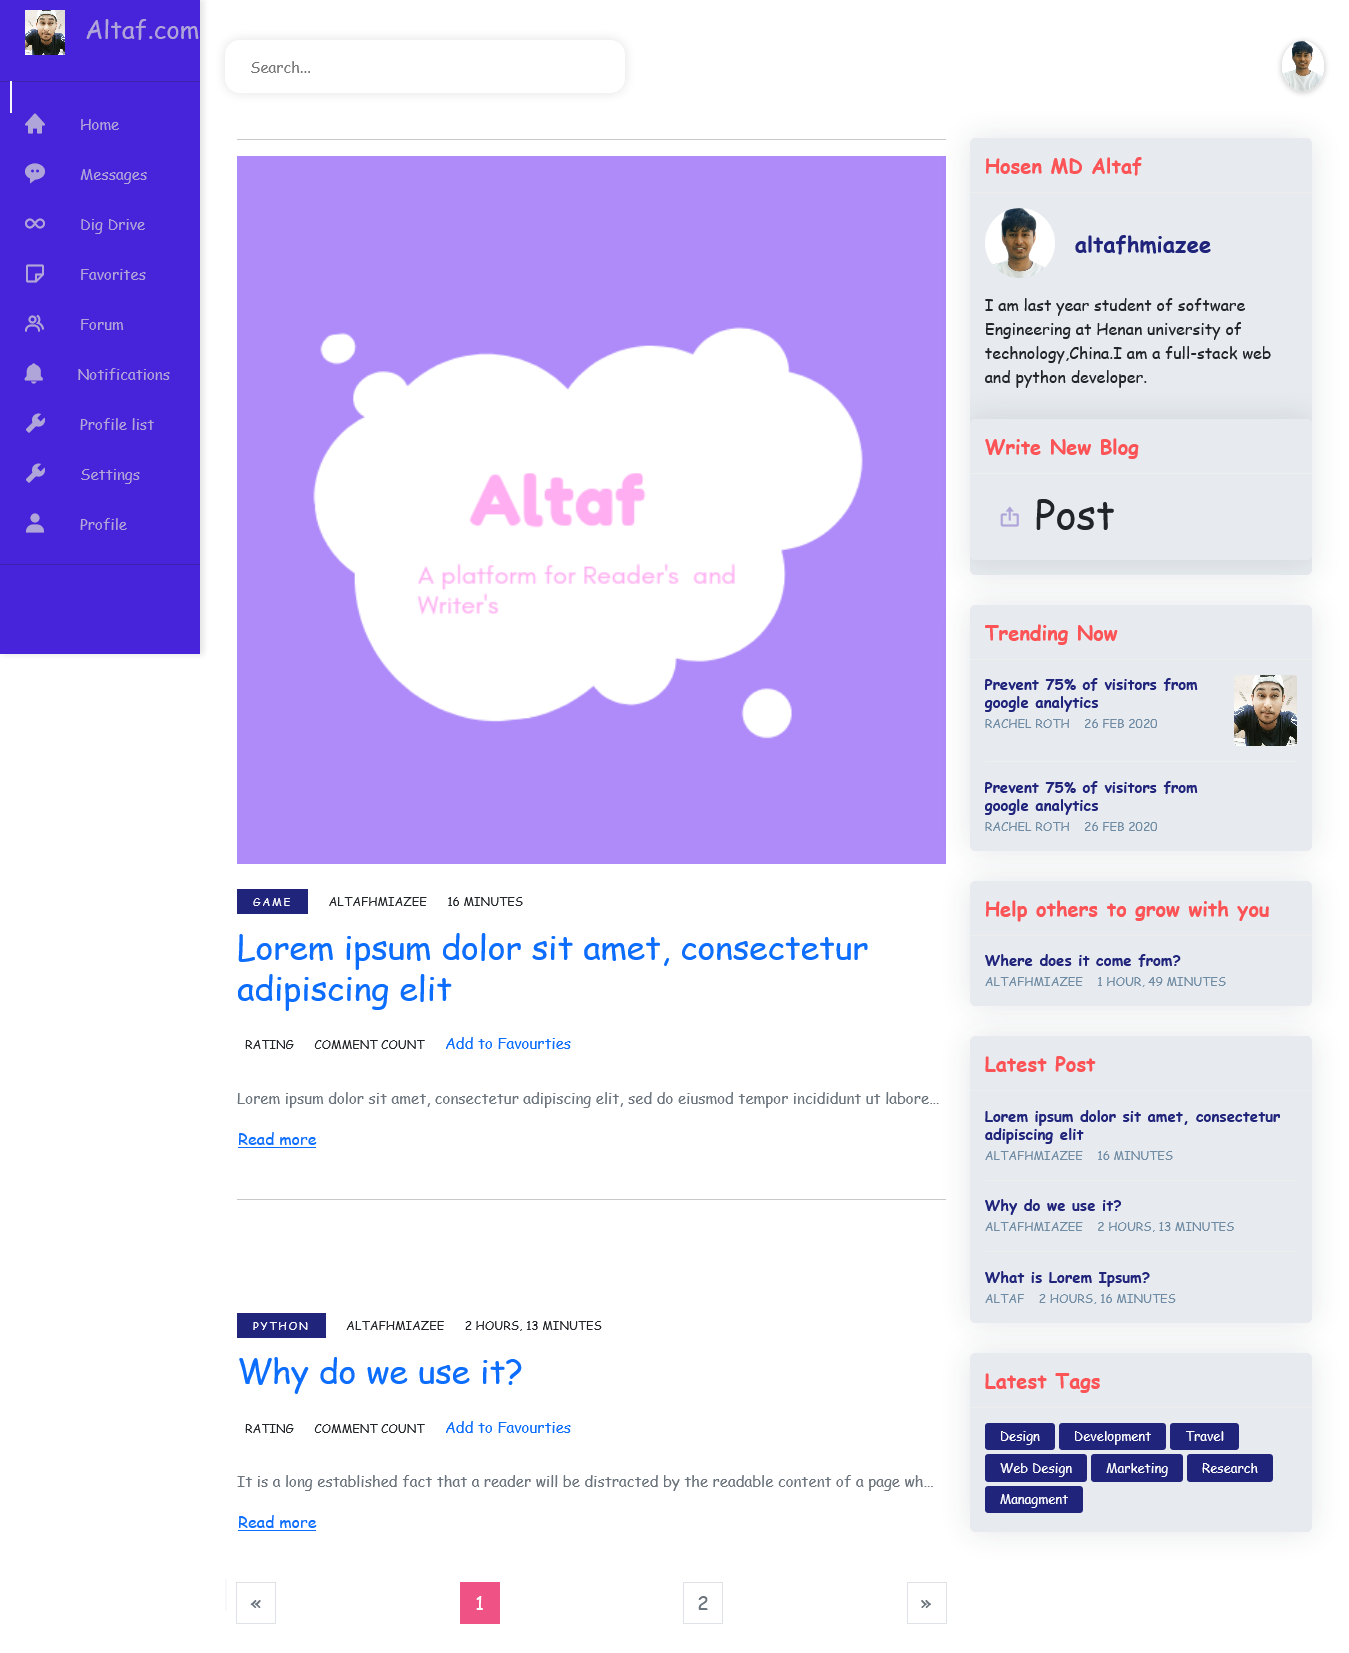 Altaf.com
Home
Messages
Dig Drive
Favorites
Forum
Notifications
Profile list
Settings
Profile
Search...
Altaf
A platform for Reader's and
Writer's
GAME ALTAFHMIAZEE 16 MINUTES
Lorem ipsum dolor sit amet, consectetur
adipiscing elit
RATING COMMENT COUNT Add to Favourties
Lorem ipsum dolor sit amet, consectetur adipiscing elit, sed do eiusmod tempor incididunt ut labore...
Read more
PYTHON ALTAFHMIAZEE 2 HOURS, 13 MINUTES
Why do we use it?
RATING COMMENT COUNT Add to Favourties
It is a long established fact that a reader will be distracted by the readable content of a page wh...
Read more
« 1 2 »
Hosen MD Altaf
altafhmiazee
I am last year student of software
Engineering at Henan university of
technology,China.I am a full-stack web
and python developer.
Write New Blog
Post
Trending Now
Prevent 75% of visitors from
google analytics
RACHEL ROTH 26 FEB 2020
Prevent 75% of visitors from
google analytics
RACHEL ROTH 26 FEB 2020
Help others to grow with you
Where does it come from?
ALTAFHMIAZEE 1 HOUR, 49 MINUTES
Latest Post
Lorem ipsum dolor sit amet, consectetur
adipiscing elit
ALTAFHMIAZEE 16 MINUTES
Why do we use it?
ALTAFHMIAZEE 2 HOURS, 13 MINUTES
What is Lorem Ipsum?
ALTAF 2 HOURS, 16 MINUTES
Latest Tags
Design Development Travel
Web Design Marketing Research
Managment